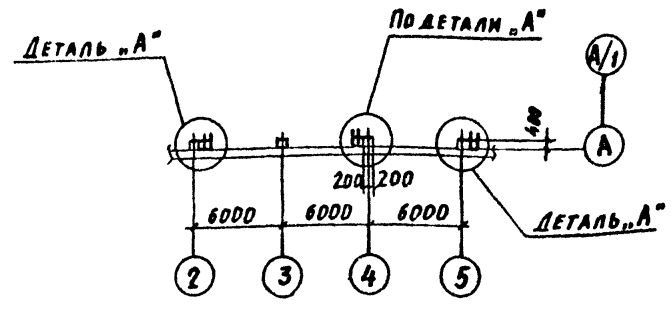 Деталь „А“
По детали „А“
А/1
400
А
200 200
6000 6000 6000
Деталь „А“
2 3 4 5